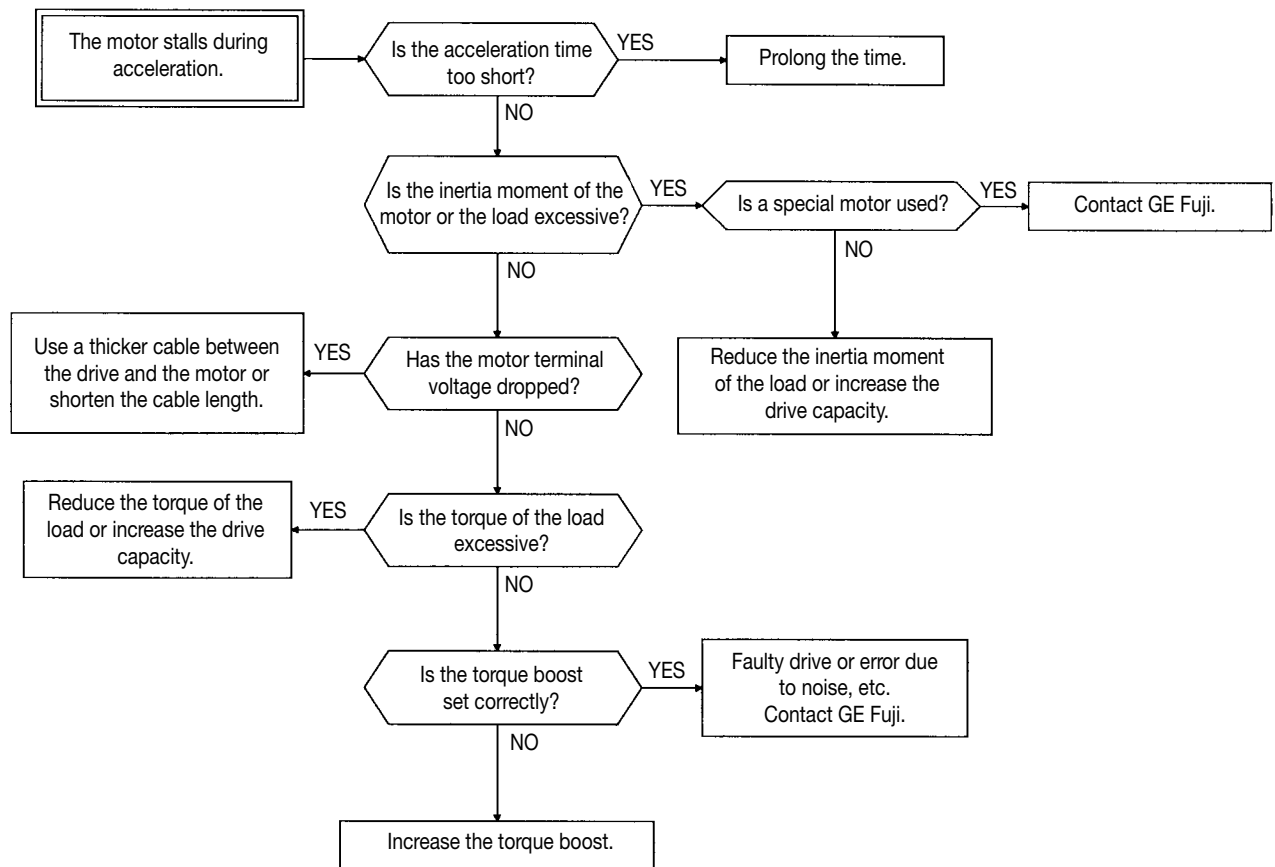 The motor stalls during
acceleration.
Is the acceleration time
too short?
YES
Prolong the time.
NO
Is the inertia moment of the
motor or the load excessive?
YES
Is a special motor used?
YES
Contact GE Fuji.
NO
NO
Use a thicker cable between
the drive and the motor or
shorten the cable length.
YES
Has the motor terminal
voltage dropped?
Reduce the inertia moment
of the load or increase the
drive capacity.
NO
Reduce the torque of the
load or increase the drive
capacity.
YES
Is the torque of the load
excessive?
NO
Is the torque boost
set correctly?
YES
Faulty drive or error due
to noise, etc.
Contact GE Fuji.
NO
Increase the torque boost.